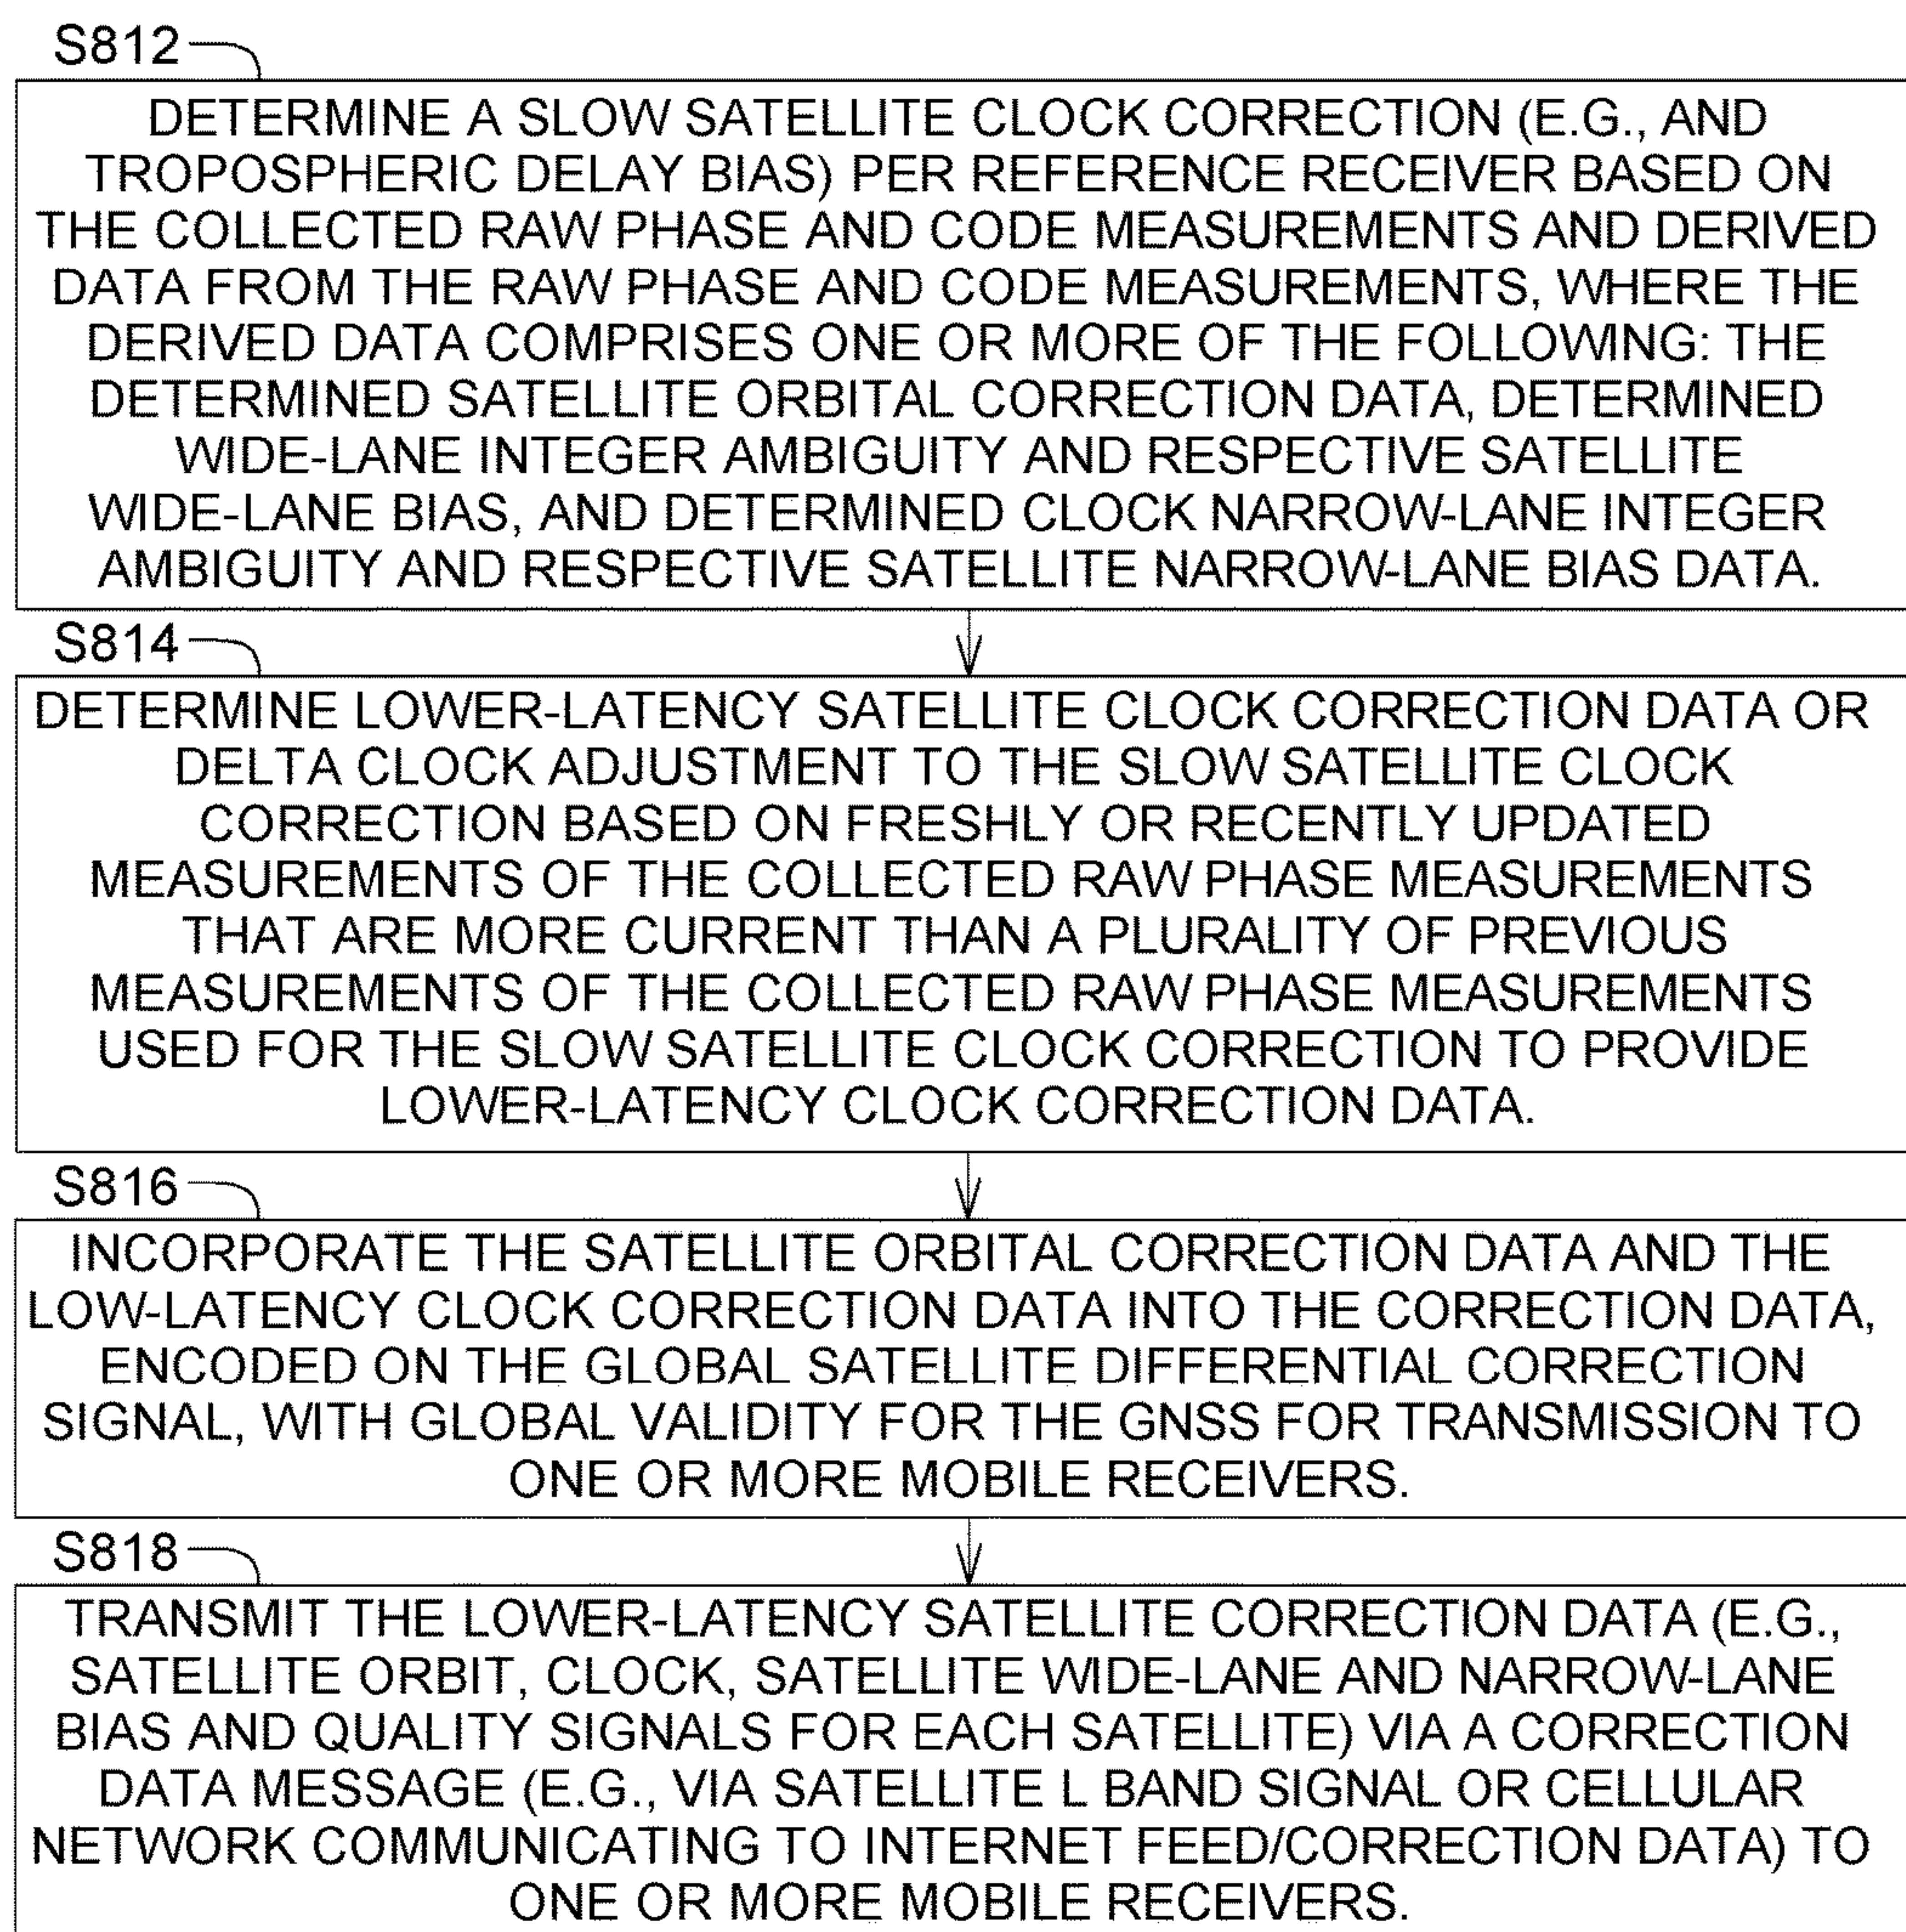 S812
DETERMINE A SLOW SATELLITE CLOCK CORRECTION (E.G., AND
TROPOSPHERIC DELAY BIAS) PER REFERENCE RECEIVER BASED ON
THE COLLECTED RAW PHASE AND CODE MEASUREMENTS AND DERIVED
DATA FROM THE RAW PHASE AND CODE MEASUREMENTS, WHERE THE
DERIVED DATA COMPRISES ONE OR MORE OF THE FOLLOWING: THE
DETERMINED SATELLITE ORBITAL CORRECTION DATA, DETERMINED
WIDE-LANE INTEGER AMBIGUITY AND RESPECTIVE SATELLITE
WIDE-LANE BIAS, AND DETERMINED CLOCK NARROW-LANE INTEGER
AMBIGUITY AND RESPECTIVE SATELLITE NARROW-LANE BIAS DATA.
S814
DETERMINE LOWER-LATENCY SATELLITE CLOCK CORRECTION DATA OR
DELTA CLOCK ADJUSTMENT TO THE SLOW SATELLITE CLOCK
CORRECTION BASED ON FRESHLY OR RECENTLY UPDATED
MEASUREMENTS OF THE COLLECTED RAW PHASE MEASUREMENTS
THAT ARE MORE CURRENT THAN A PLURALITY OF PREVIOUS
MEASUREMENTS OF THE COLLECTED RAW PHASE MEASUREMENTS
USED FOR THE SLOW SATELLITE CLOCK CORRECTION TO PROVIDE
LOWER-LATENCY CLOCK CORRECTION DATA.
S816
INCORPORATE THE SATELLITE ORBITAL CORRECTION DATA AND THE
LOW-LATENCY CLOCK CORRECTION DATA INTO THE CORRECTION DATA,
ENCODED ON THE GLOBAL SATELLITE DIFFERENTIAL CORRECTION
SIGNAL, WITH GLOBAL VALIDITY FOR THE GNSS FOR TRANSMISSION TO
ONE OR MORE MOBILE RECEIVERS.
S818
TRANSMIT THE LOWER-LATENCY SATELLITE CORRECTION DATA (E.G.,
SATELLITE ORBIT, CLOCK, SATELLITE WIDE-LANE AND NARROW-LANE
BIAS AND QUALITY SIGNALS FOR EACH SATELLITE) VIA A CORRECTION
DATA MESSAGE (E.G., VIA SATELLITE L BAND SIGNAL OR CELLULAR
NETWORK COMMUNICATING TO INTERNET FEED/CORRECTION DATA) TO
ONE OR MORE MOBILE RECEIVERS.